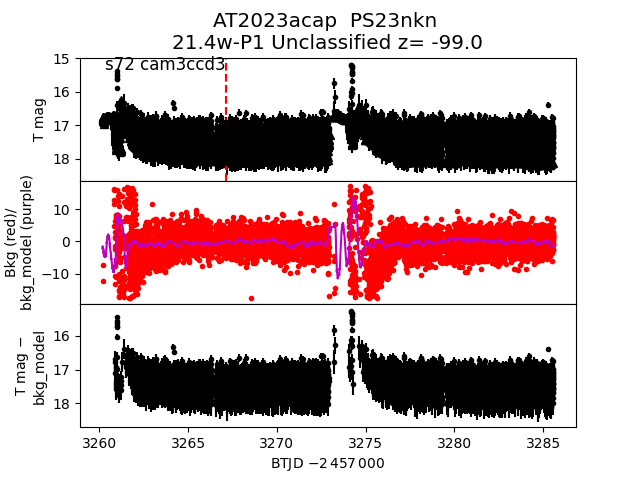 AT2023acap  PS23nkn
21.4w-P1 Unclassified z= -99.0
s72 cam3ccd3
15
16
17
18
T mag
10
0
−10
Bkg (red)/
bkg_model (purple)
16
17
18
T mag −
bkg_model
3260
3265
3270
3275
3280
3285
BTJD −2 457 000